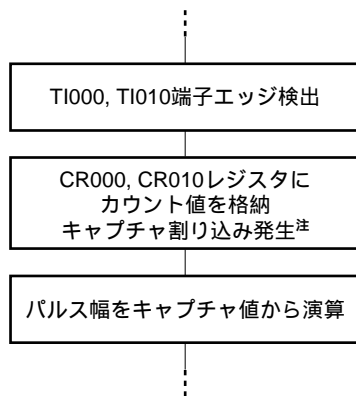 TI000, TI010端子エッジ検出
CR000, CR010レジスタに
カウント値を格納
キャプチャ割り込み発生注
パルス幅をキャプチャ値から演算